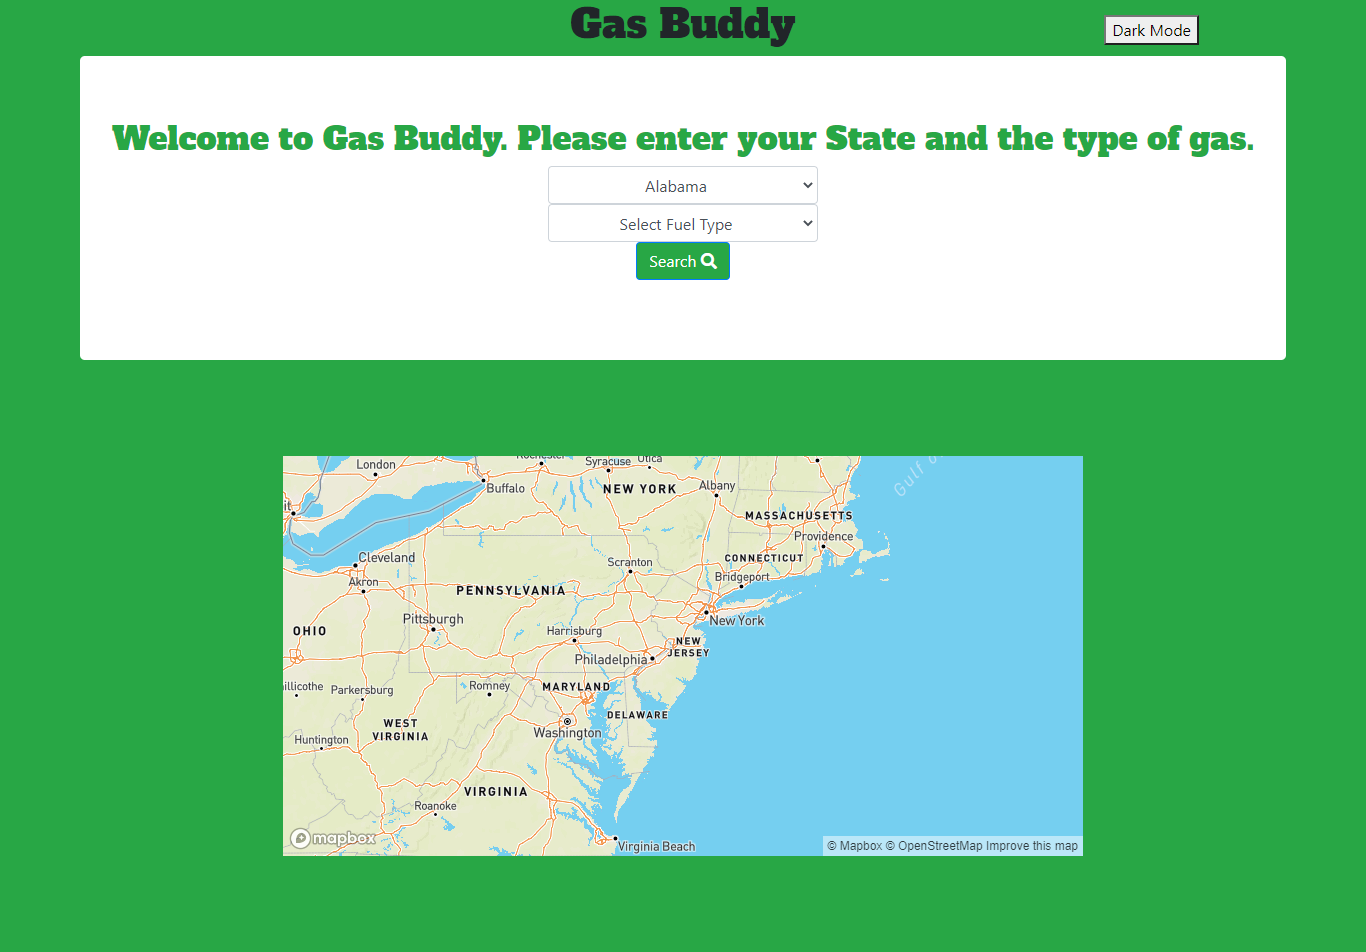 Gas Buddy
Dark Mode
Welcome to Gas Buddy. Please enter your State and the type of gas.
Alabama
Select Fuel Type
Search
London
Syracuse
Utica
Buffalo
NEW YORK
Albany
Gulf
MASSACHUSETTS
Providence
Cleveland
CONNECTICUT
Scranton
Akron
Bridgeport
PENNSYLVANIA
Pittsburgh
New York
OHIO
Harrisburg
NEW
JERSEY
Philadelphia
Parkersburg
Romney
MARYLAND
DELAWARE
WEST
VIRGINIA
Washington
Huntington
VIRGINIA
Roanoke
mapbox
Virginia Beach
© Mapbox © OpenStreetMap Improve this map